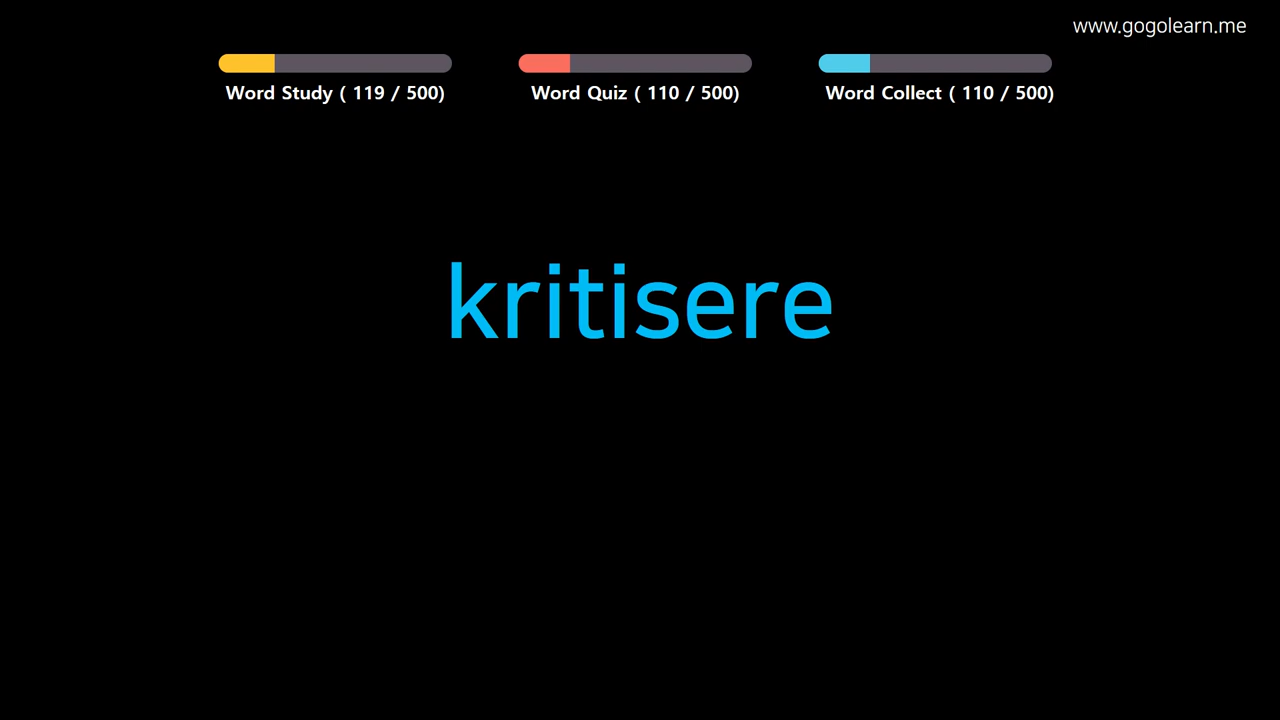 www.gogolearn.me
Word Study ( 119 / 500)
Word Quiz ( 110 / 500)
Word Collect ( 110 / 500)
kritisere